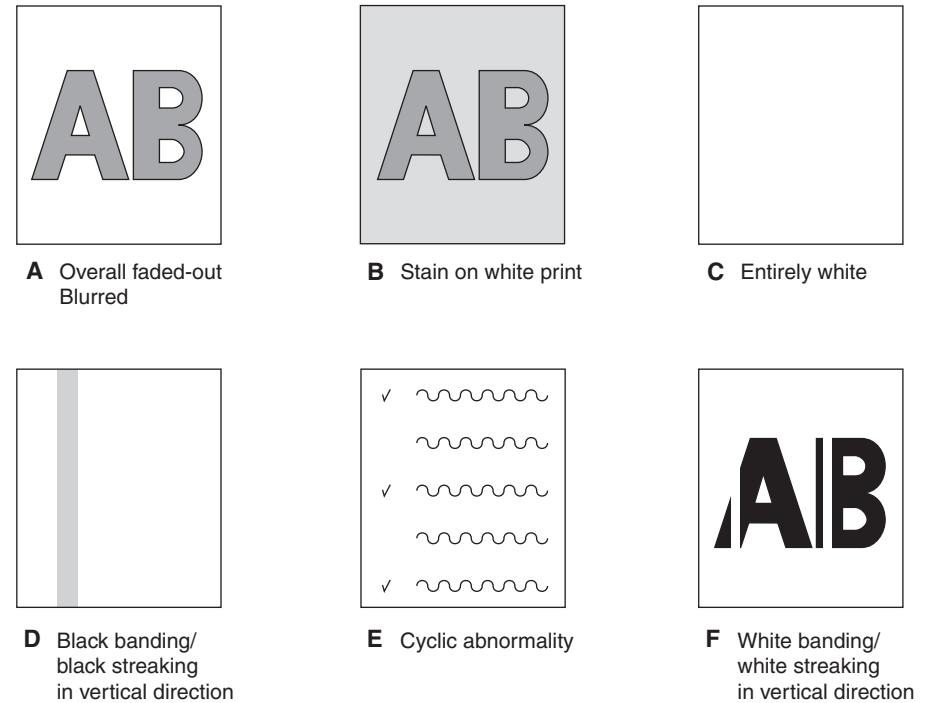 AB
AB
A Overall faded-out
Blurred
B Stain on white print
C Entirely white
AB
D Black banding/
black streaking
in vertical direction
E Cyclic abnormality
F White banding/
white streaking
in vertical direction